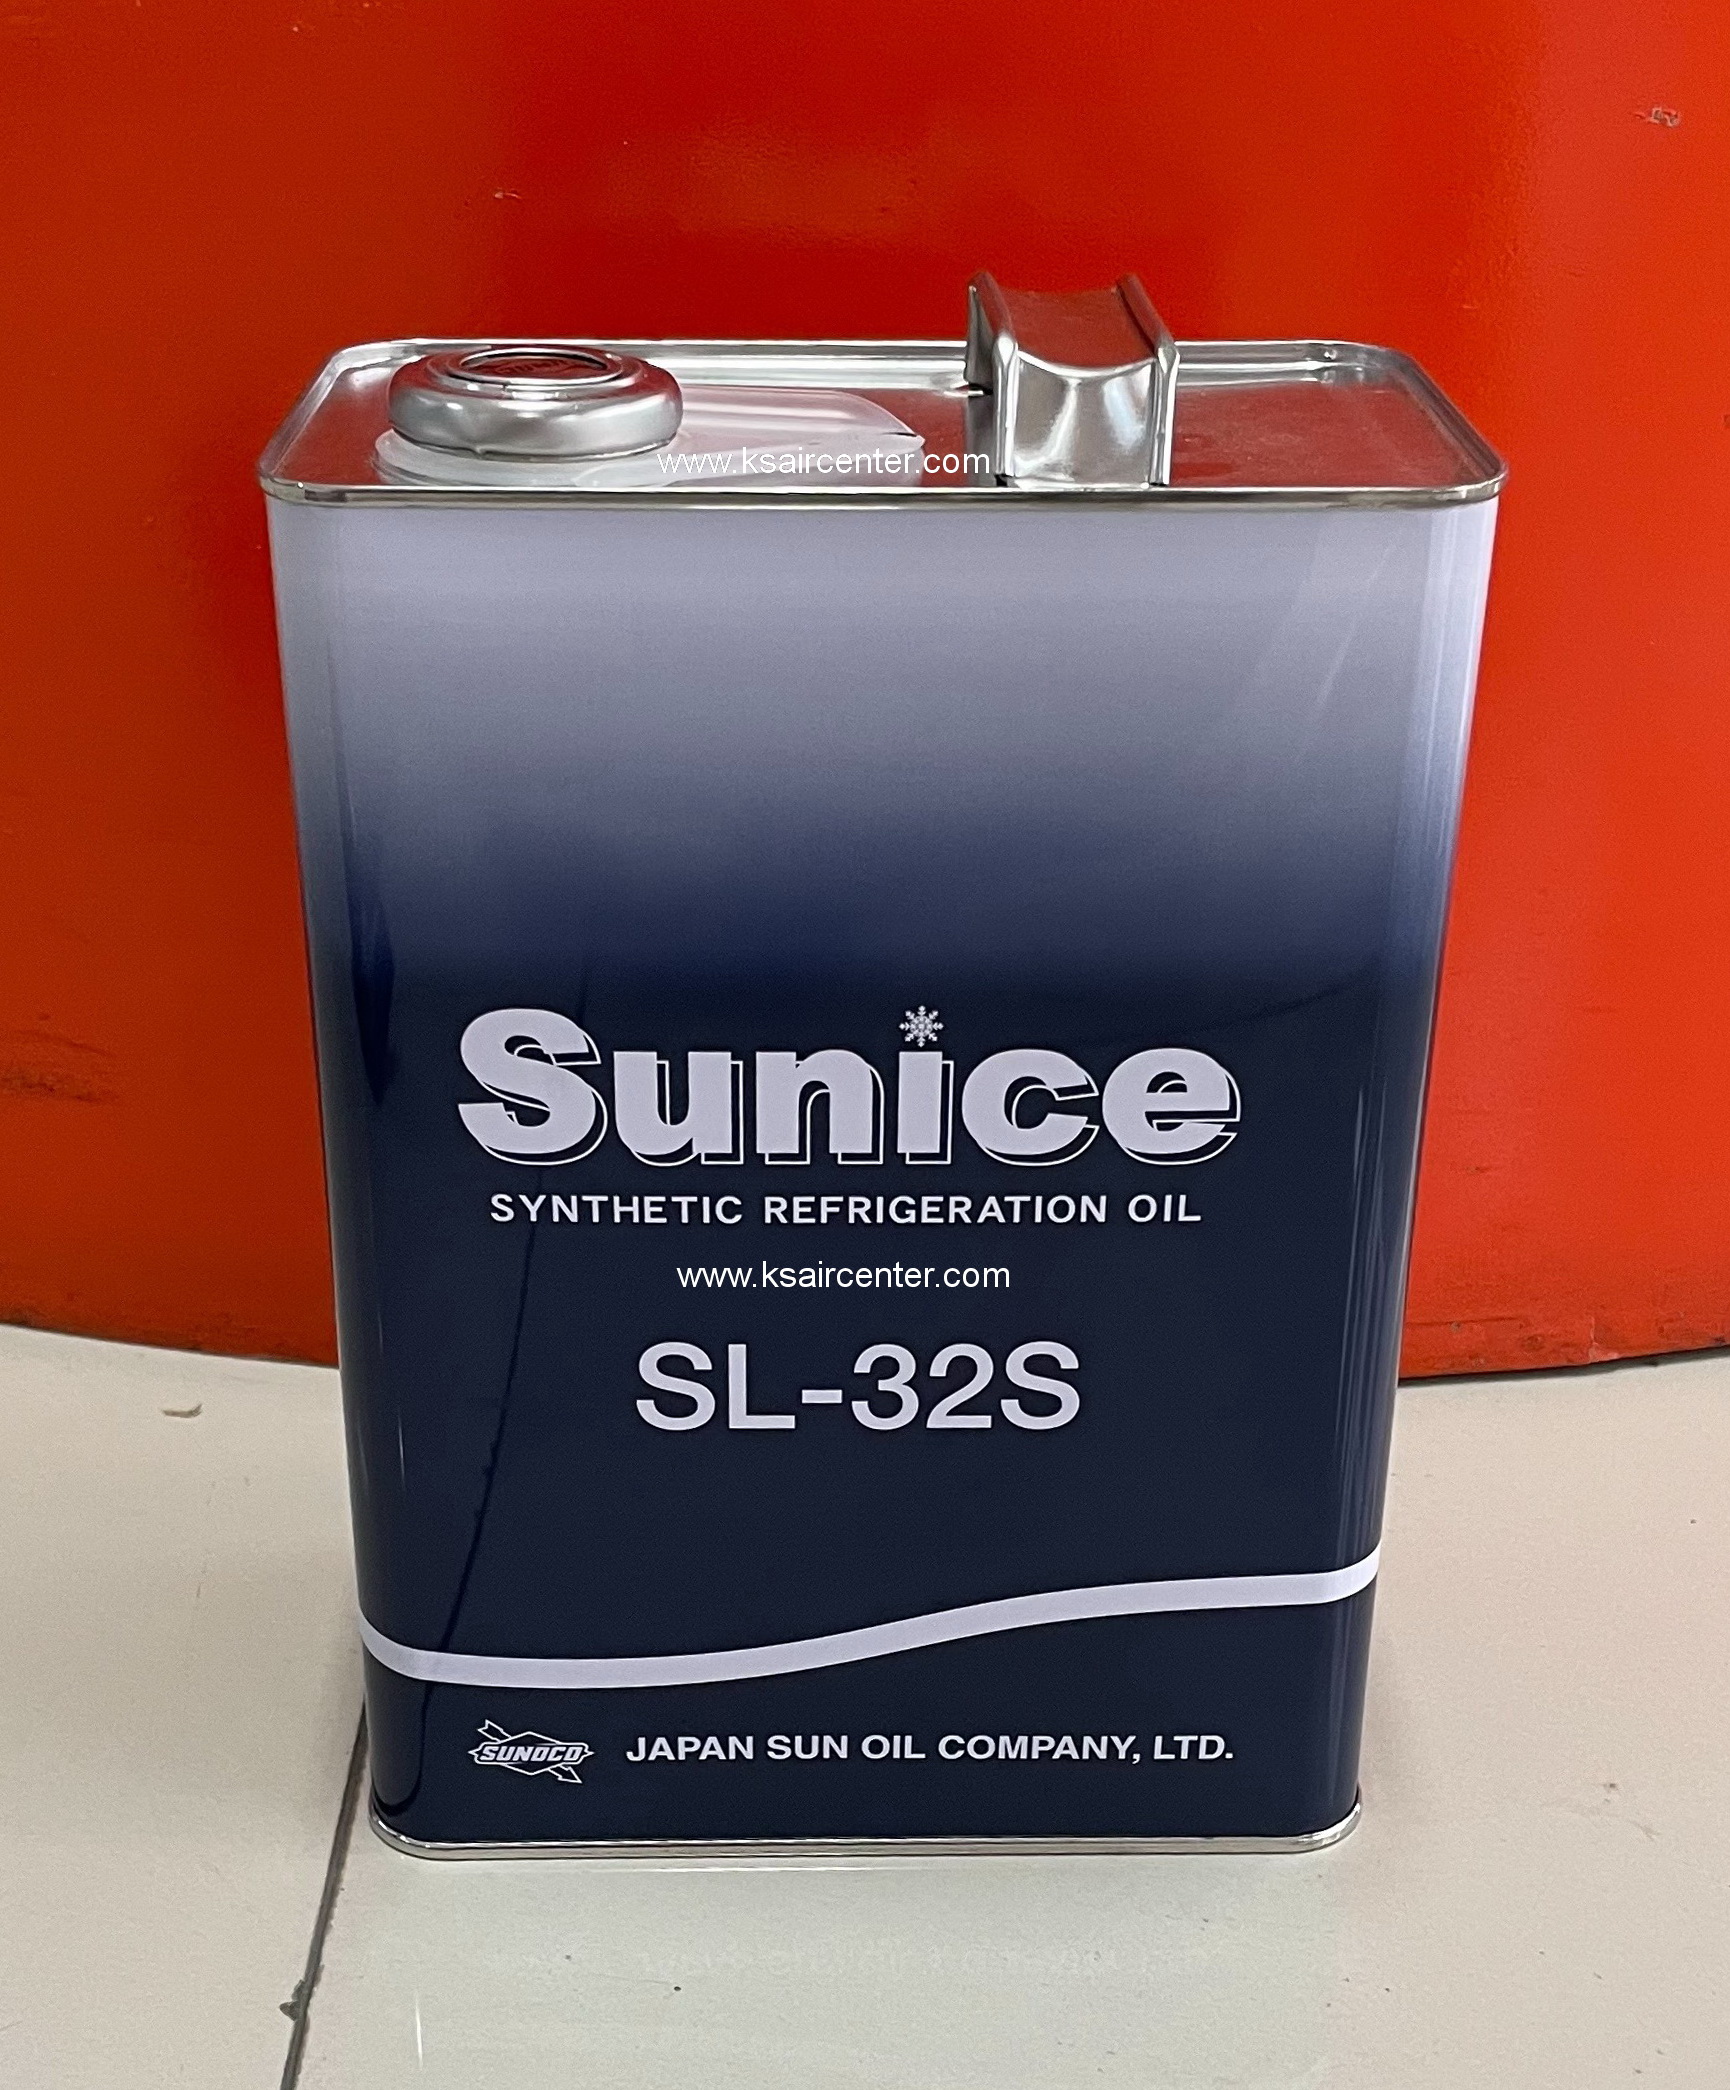 www.ksaircenter.com
Sunice
SYNTHETIC REFRIGERATION OIL
www.ksaircenter.com
SL-32S
SUNOCO JAPAN SUN OIL COMPANY, LTD.